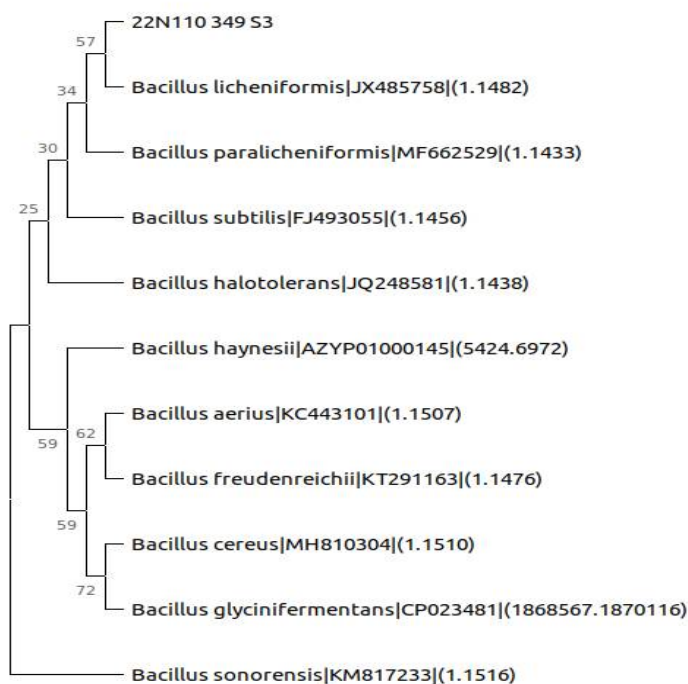 22N110 349 S3
57
Bacillus licheniformis|JX485758|(1.1482)
34
Bacillus paralicheniformis|MF662529|(1.1433)
30
Bacillus subtilis|FJ493055|(1.1456)
25
Bacillus halotolerans|JQ248581|(1.1438)
Bacillus haynesii|AZYP01000145|(5424.6972)
Bacillus aerius|KC443101|(1.1507)
59
62
Bacillus freudenreichii|KT291163|(1.1476)
59
Bacillus cereus|MH810304|(1.1510)
72
Bacillus glycinifermentans|CP023481|(1868567.1870116)
Bacillus sonorensis|KM817233|(1.1516)